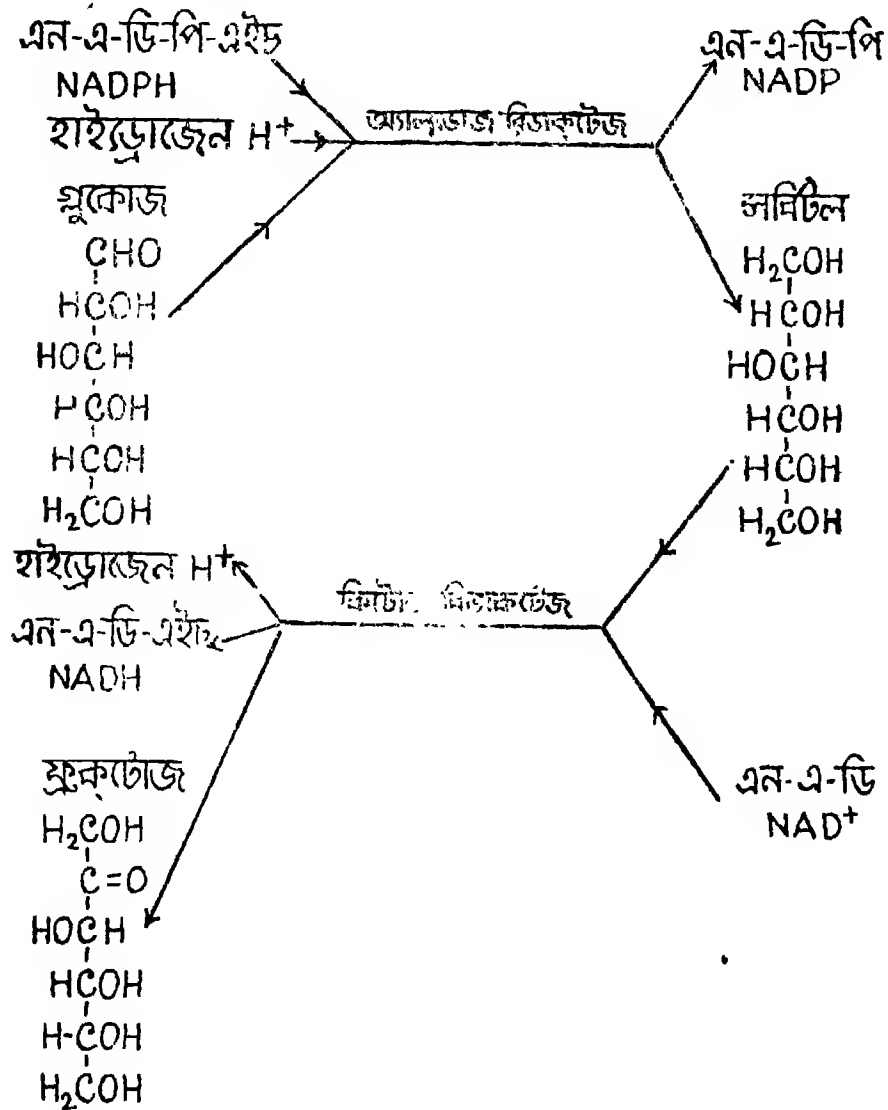 এন-এ-ডি-পি-এইচ
NADPH
হাইড্রোজেন H⁺
অ্যালডোজ রিডাকটেজ
এন-এ-ডি-পি
NADP
গ্লুকোজ
CHO
HCOH
HOCH
HCOH
HCOH
H₂COH
সর্বিটল
H₂COH
HCOH
HOCH
HCOH
HCOH
H₂COH
হাইড্রোজেন H⁺
এন-এ-ডি-এইচ
NADH
রিডাকটেজ
এন-এ-ডি
NAD⁺
ফ্রুক্টোজ
H₂COH
C=O
HOCH
HCOH
H-COH
H₂COH